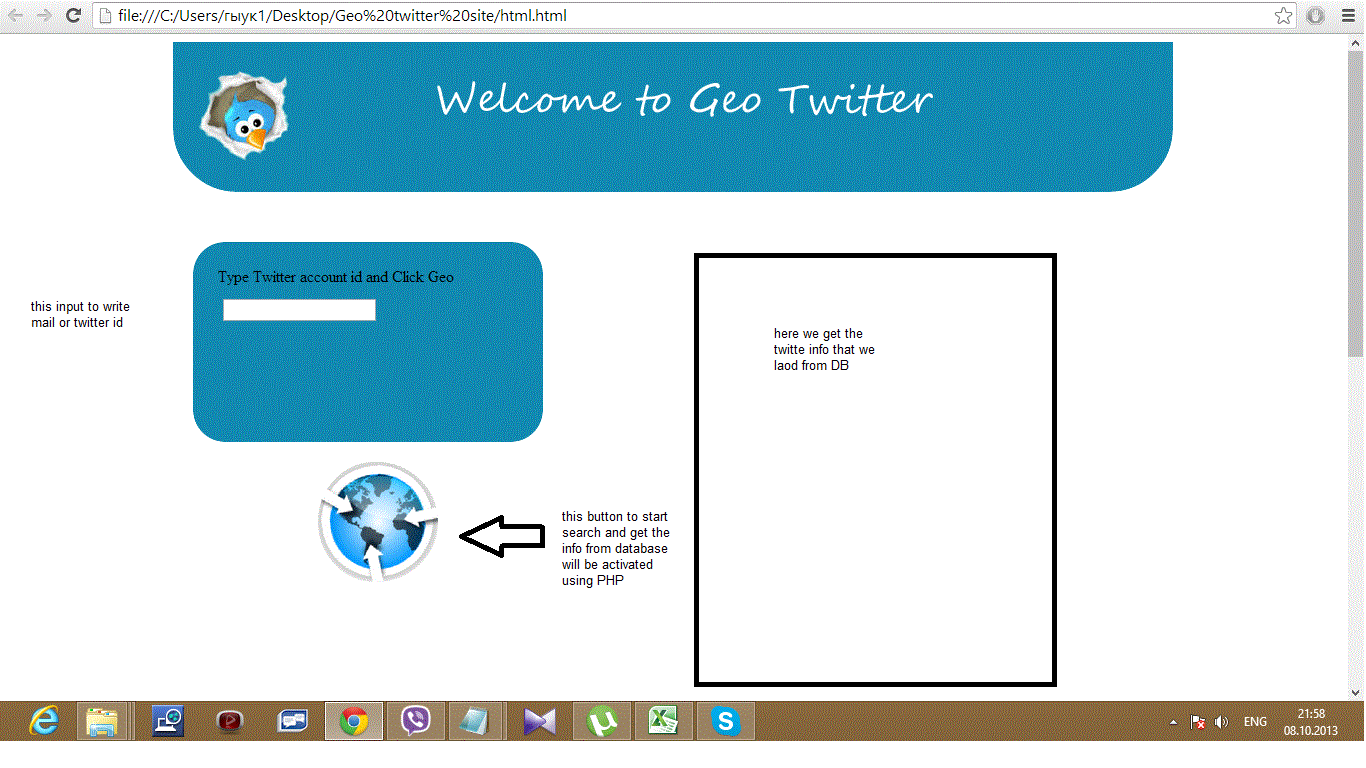 file:///C:/Users/гыук1/Desktop/Geo%20twitter%20site/html.html
Welcome to Geo Twitter
Type Twitter account id and Click Geo
this input to write
mail or twitter id
here we get the
twitte info that we
laod from DB
this button to start
search and get the
info from database
will be activated
using PHP
ENG
21:58
08.10.2013